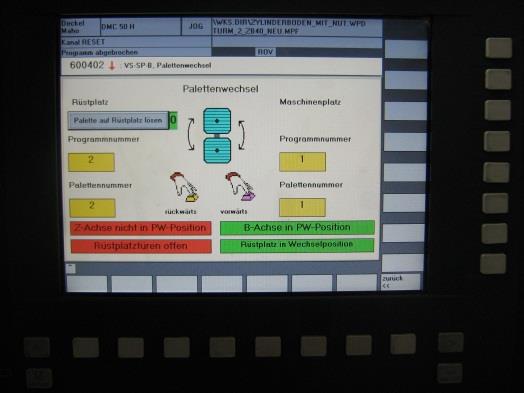 Deckel
Maho
DMC 50 H
JOG
\WKS.DIR\ZYLINDERBODEN_MIT_NUT.WPD
TURM_2_ZB40_NEU.MPF
Kanal RESET
Programm abgebrochen
ROV
600402 ↓ : VS-SP-B, Palettenwechsel
Palettenwechsel
Rüstplatz
Maschinenplatz
Palette auf Rüstplatz lösen
0
Programmnummer
Programmnummer
2
1
Palettennummer
Palettennummer
2
1
rückwärts
vorwärts
Z-Achse nicht in PW-Position
B-Achse in PW-Position
Rüstplatztüren offen
Rüstplatz in Wechselposition
^
zurück
<<